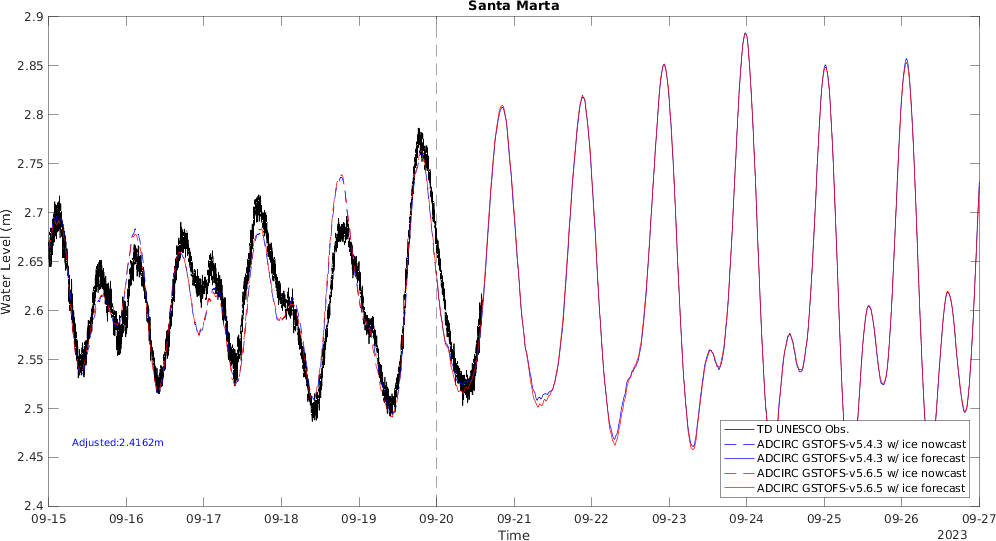 Santa Marta
Water Level (m)
2.9
2.85
2.8
2.75
2.7
2.65
2.6
2.55
2.5
2.45
2.4
Adjusted:2.4162m
TD UNESCO Obs.
ADCIRC GSTOFS-v5.4.3 w/ ice nowcast
ADCIRC GSTOFS-v5.4.3 w/ ice forecast
ADCIRC GSTOFS-v5.6.5 w/ ice nowcast
ADCIRC GSTOFS-v5.6.5 w/ ice forecast
09-15 09-16 09-17 09-18 09-19 09-20 09-21 09-22 09-23 09-24 09-25 09-26 09-27
Time
2023